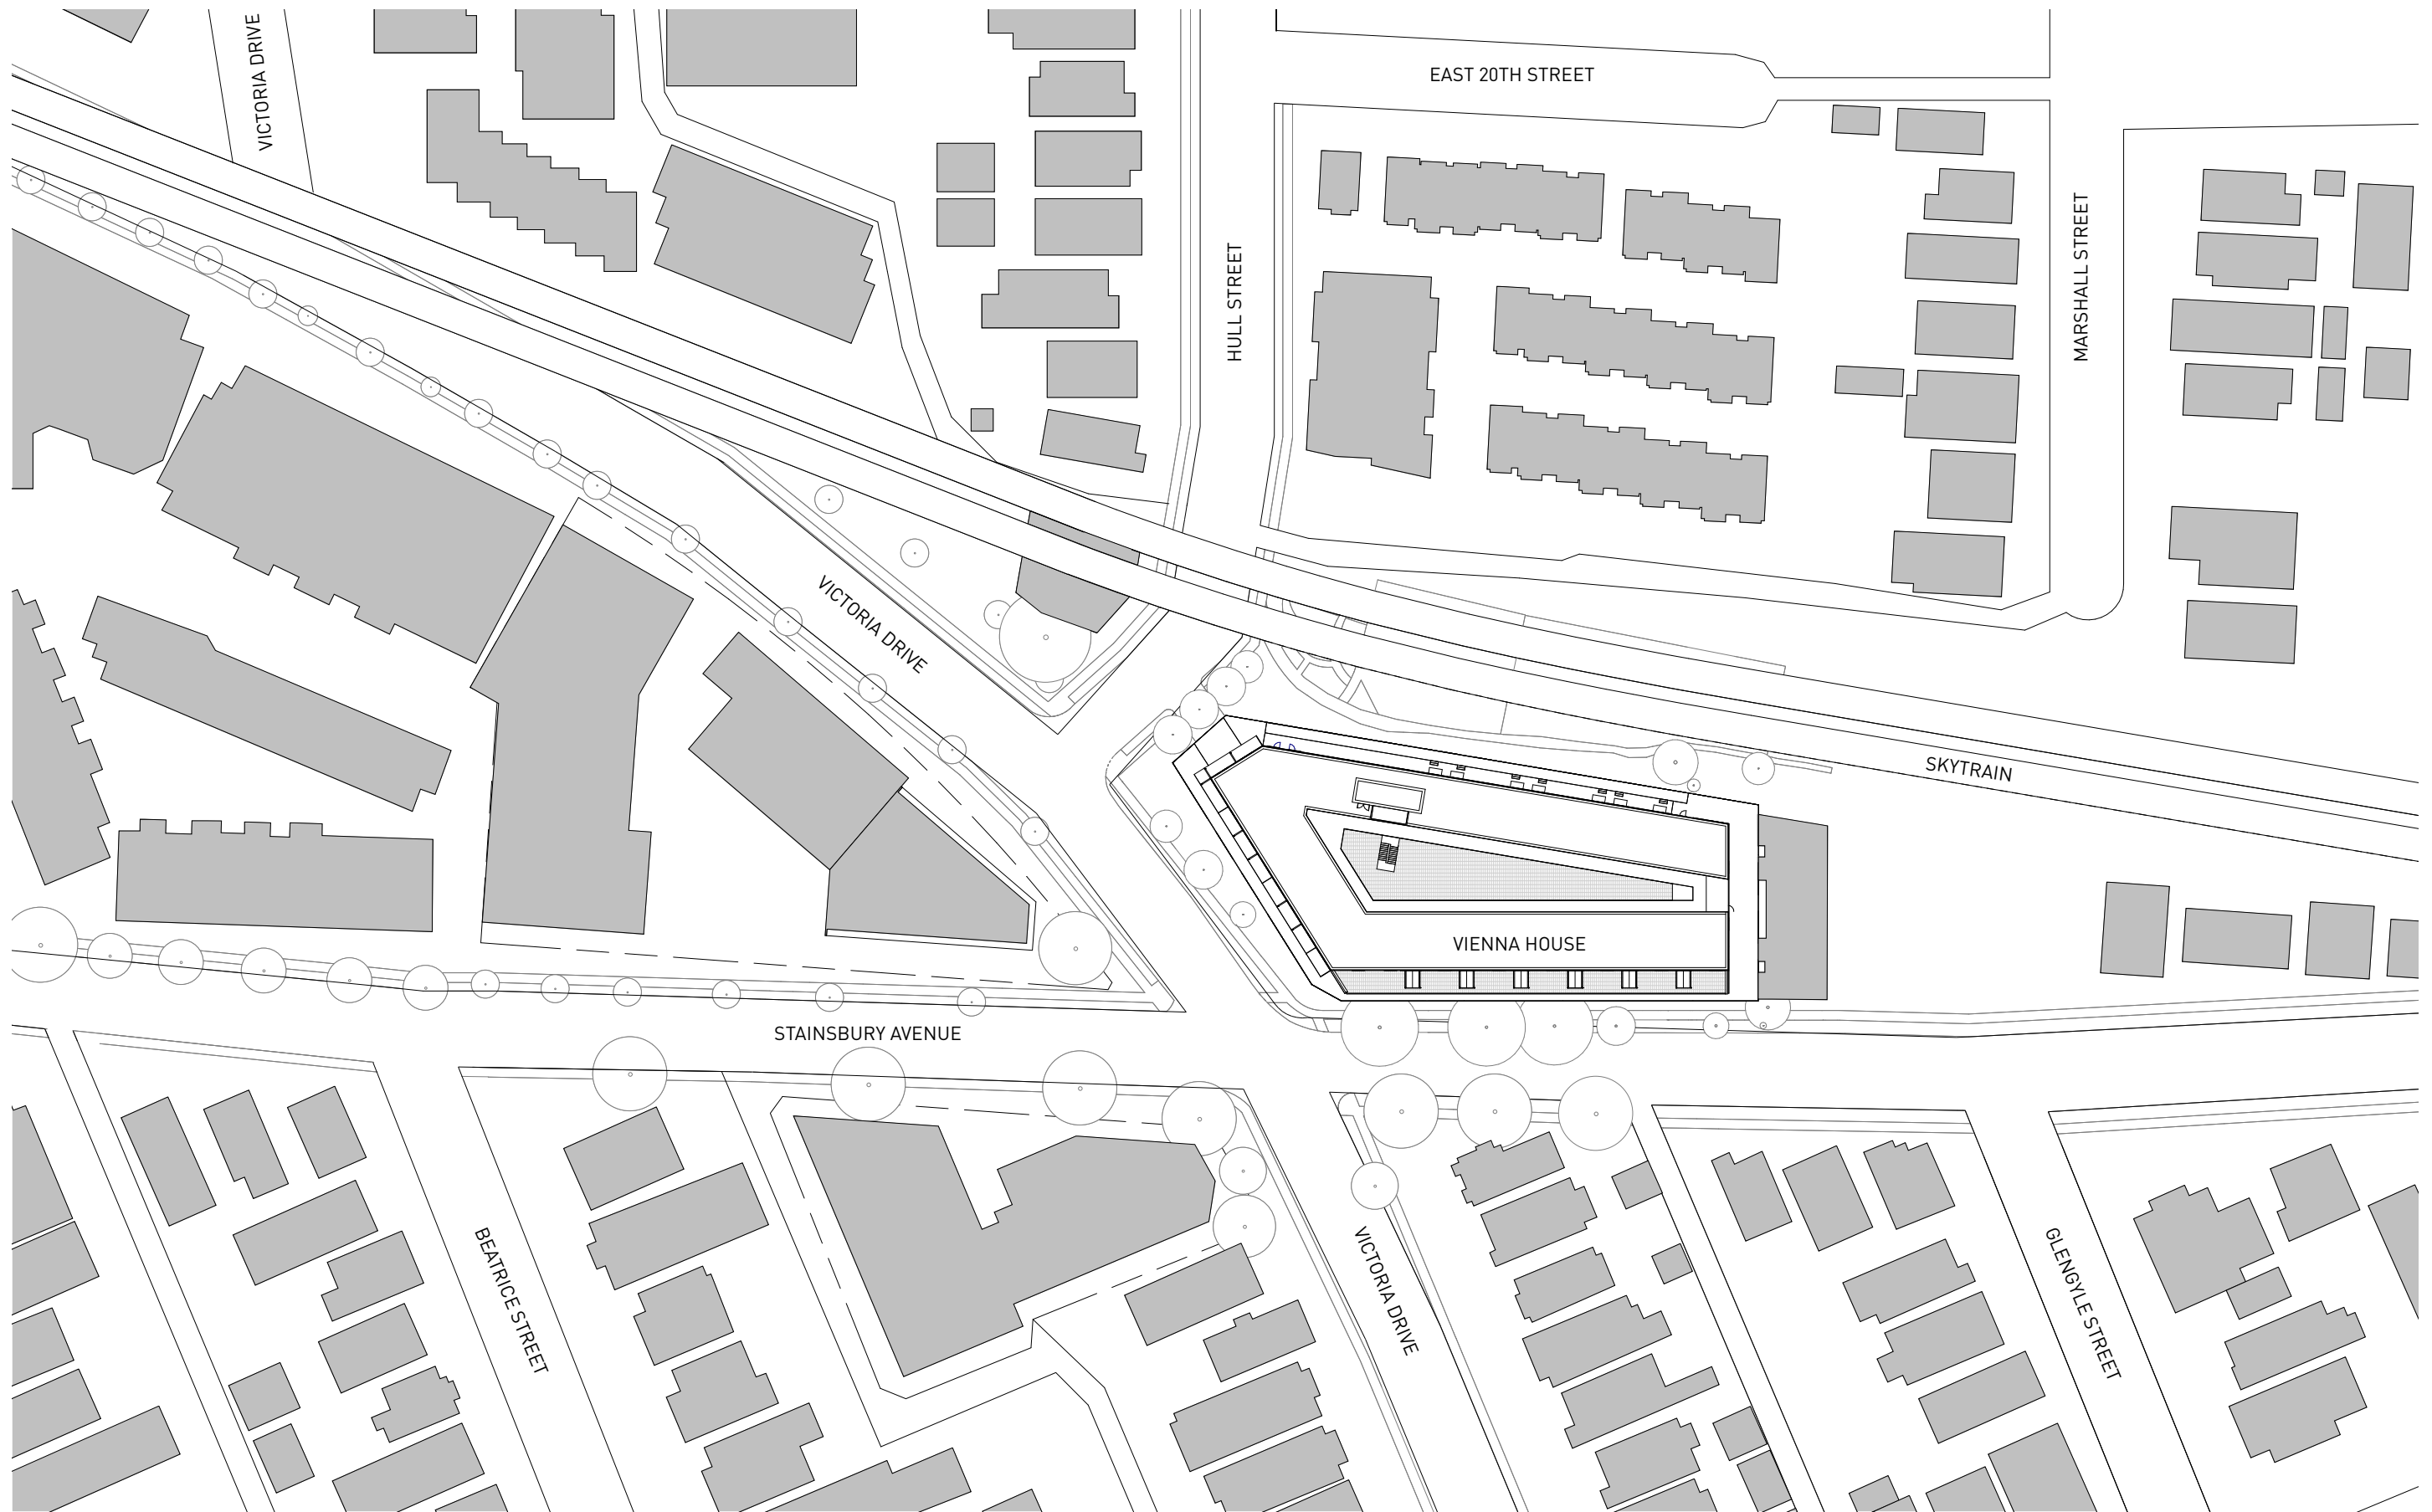 VICTORIA DRIVE
EAST 20TH STREET
HULL STREET
MARSHALL STREET
VICTORIA DRIVE
SKYTRAIN
VIENNA HOUSE
STAINSBURY AVENUE
BEATRICE STREET
VICTORIA DRIVE
GLENGYLE STREET